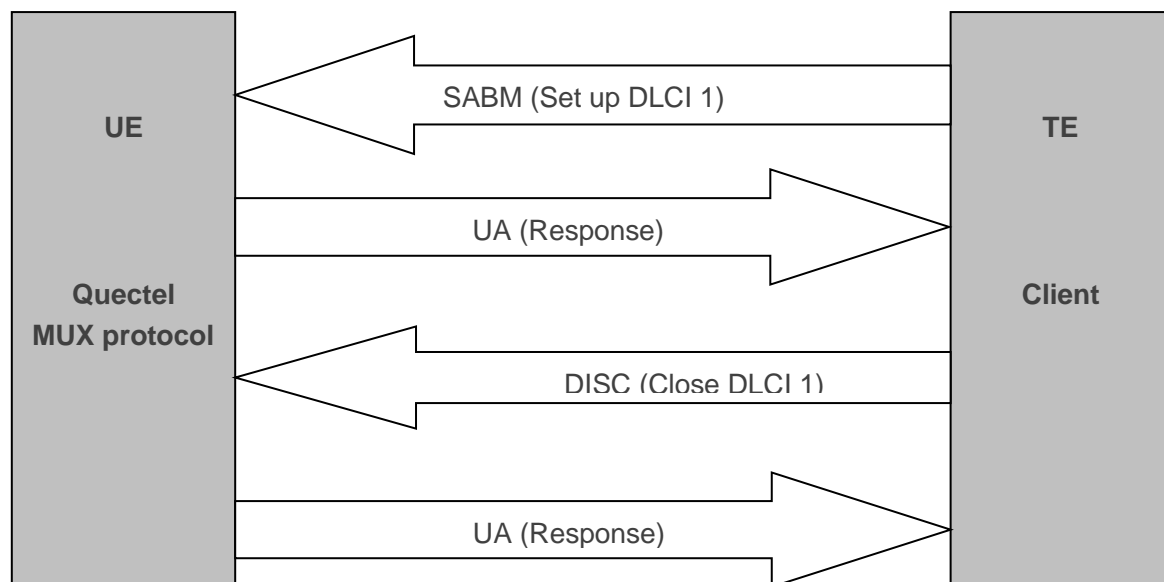 SABM (Set up DLCI 1)
UE
TE
UA (Response)
Quectel
MUX protocol
Client
DISC (Close DLCI 1)
UA (Response)